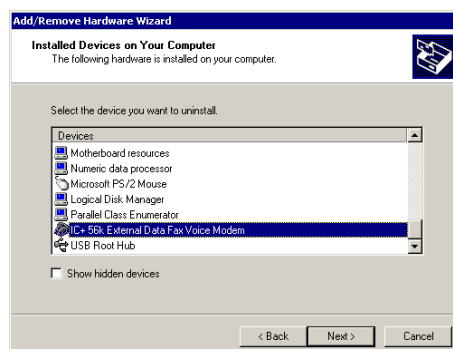 Add/Remove Hardware Wizard
Installed Devices on Your Computer
The following hardware is installed on your computer.
Select the device you want to uninstall.
Devices
Motherboard resources
Numeric data processor
Microsoft PS/2 Mouse
Logical Disk Manager
Parallel Class Enumerator
IC+ 56k External Data Fax Voice Modem
USB Root Hub
Show hidden devices
< Back
Next >
Cancel